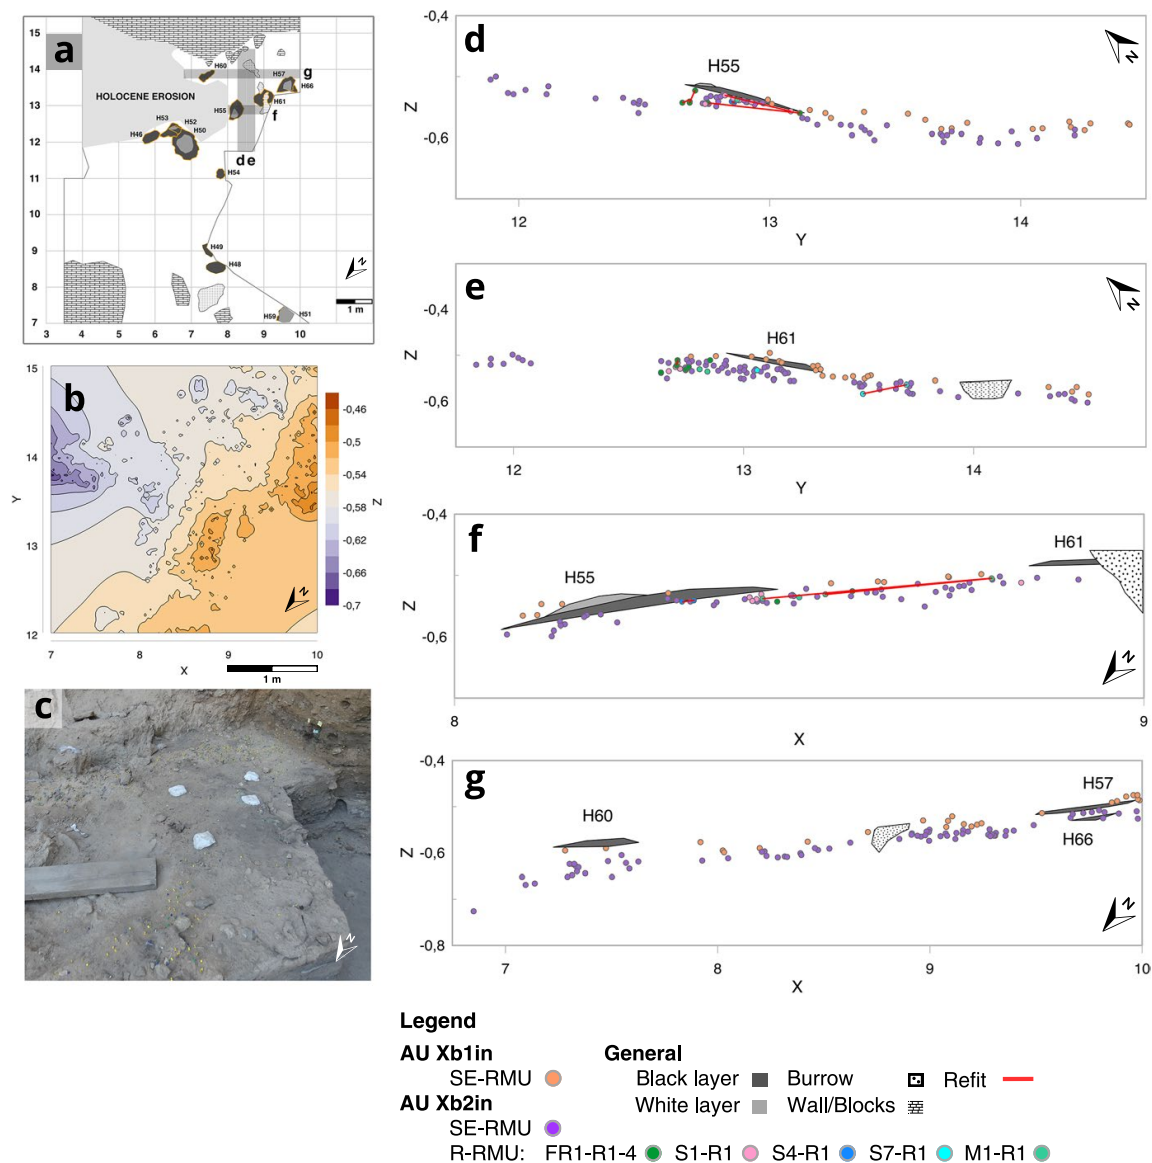 a
15
14
13
12
11
10
9
8
7
3
4
5
6
7
8
9
10
HOLOCENE EROSION
H60
H57
g
H66
H61
f
H55
H53
H52
H50
H46
d e
H54
H49
H48
H59
H51
N
1 m
b
15
14
13
12
Y
7
8
9
10
X
1 m
N
-0,46
-0,5
-0,54
-0,58
-0,62
-0,66
-0,7
Z
c
N
d
-0,4
-0,6
Z
H55
12
13
14
Y
N
e
-0,4
-0,6
Z
H61
12
13
14
Y
N
f
-0,4
-0,6
Z
H55
H61
8
9
X
N
g
-0,4
-0,6
-0,8
Z
H60
H57
H66
7
8
9
10
X
N
Legend
AU Xb1in
SE-RMU
AU Xb2in
SE-RMU
R-RMU: FR1-R1-4 S1-R1 S4-R1 S7-R1 M1-R1
General
Black layer Burrow Refit
White layer Wall/Blocks